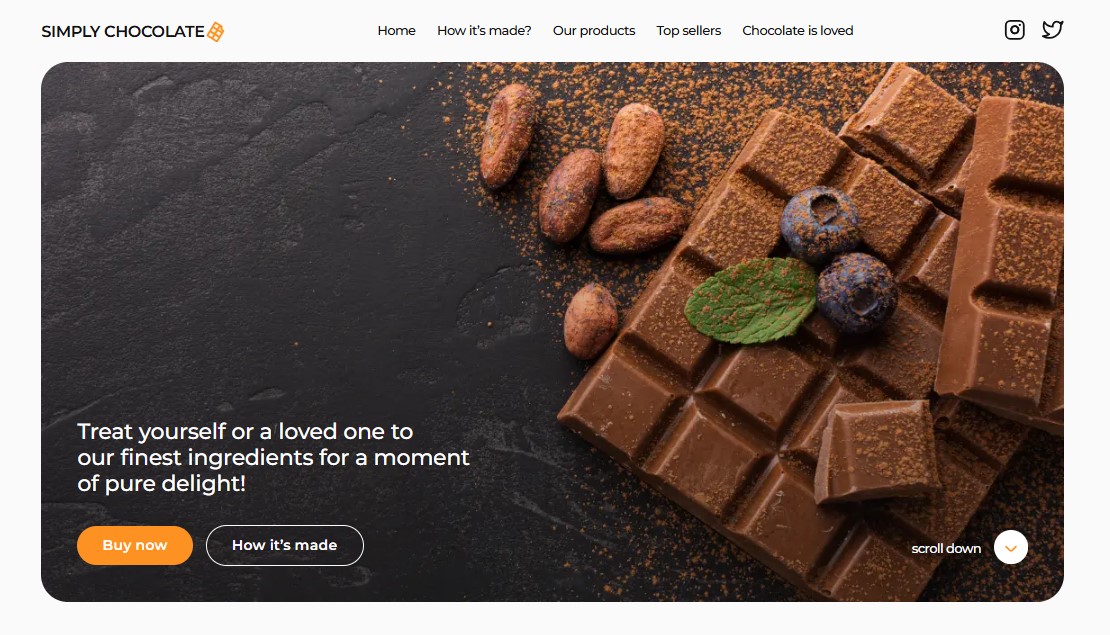 SIMPLY CHOCOLATE
Home How it's made? Our products Top sellers Chocolate is loved
Treat yourself or a loved one to
our finest ingredients for a moment
of pure delight!
Buy now How it's made
scroll down